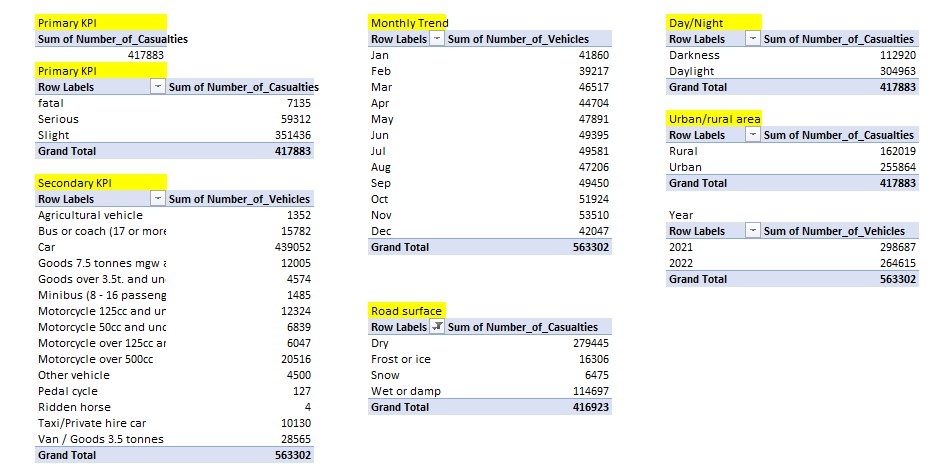 Primary KPI
Sum of Number_of_Casualties
417883
Primary KPI
Row Labels Sum of Number_of_Casualties
fatal 7135
Serious 59312
Slight 351436
Grand Total 417883
Secondary KPI
Row Labels Sum of Number_of_Vehicles
Agricultural vehicle 1352
Bus or coach (17 or more 15782
Car 439052
Goods 7.5 tonnes mgw a 12005
Goods over 3.5t. and un 4574
Minibus (8 - 16 passeng 1485
Motorcycle 125cc and un 12324
Motorcycle 50cc and und 6839
Motorcycle over 125cc an 6047
Motorcycle over 500cc 20516
Other vehicle 4500
Pedal cycle 127
Ridden horse 4
Taxi/Private hire car 10130
Van / Goods 3.5 tonnes 28565
Grand Total 563302
Monthly Trend
Row Labels Sum of Number_of_Vehicles
Jan 41860
Feb 39217
Mar 46517
Apr 44704
May 47891
Jun 49395
Jul 49581
Aug 47206
Sep 49450
Oct 51924
Nov 53510
Dec 42047
Grand Total 563302
Road surface
Row Labels Sum of Number_of_Casualties
Dry 279445
Frost or ice 16306
Snow 6475
Wet or damp 114697
Grand Total 416923
Day/Night
Row Labels Sum of Number_of_Casualties
Darkness 112920
Daylight 304963
Grand Total 417883
Urban/rural area
Row Labels Sum of Number_of_Casualties
Rural 162019
Urban 255864
Grand Total 417883
Year
Row Labels Sum of Number_of_Vehicles
2021 298687
2022 264615
Grand Total 563302